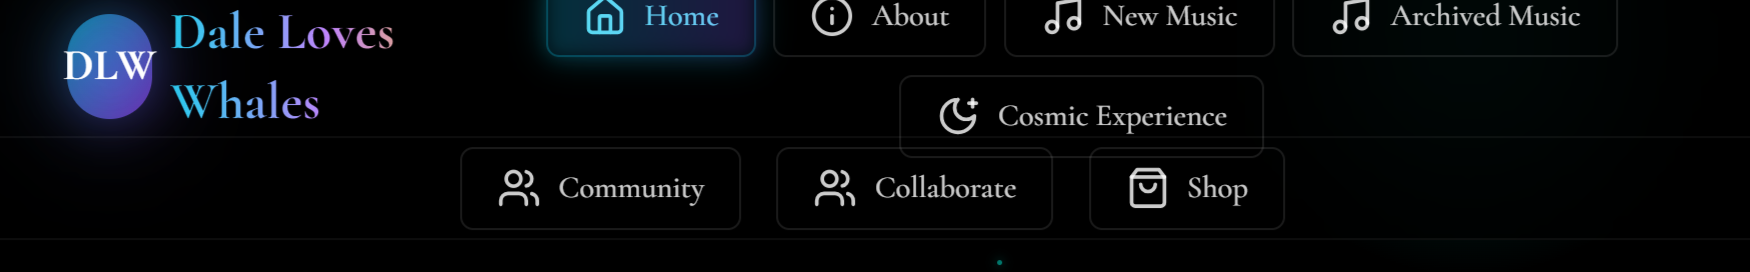 DLW
Dale Loves
Whales
Home
About
New Music
Archived Music
Cosmic Experience
Community
Collaborate
Shop